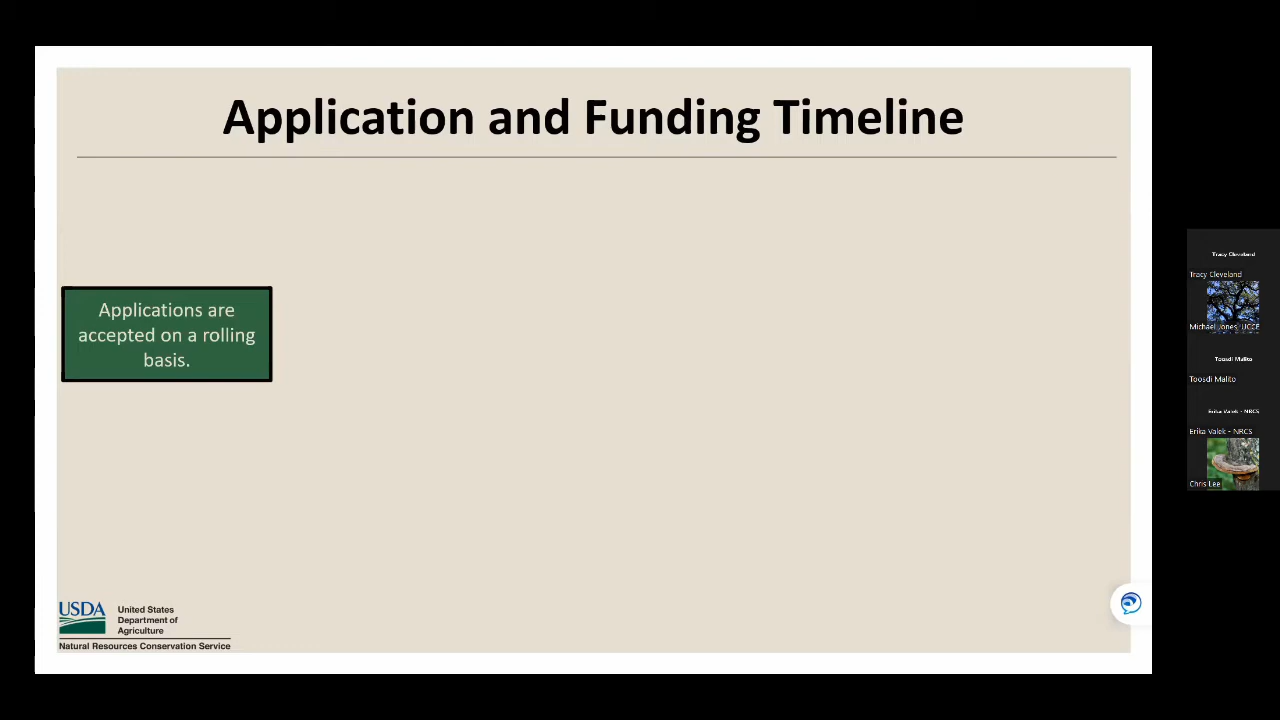 Application and Funding Timeline
Applications are
accepted on a rolling
basis.
USDA
United States
Department of
Agriculture
Natural Resources Conservation Service
Tracy Cleveland
Tracy Cleveland
Michael Jones, UCCE
Toosdi Malito
Toosdi Malito
Erika Valek - NRCS
Erika Valek - NRCS
Chris Lee